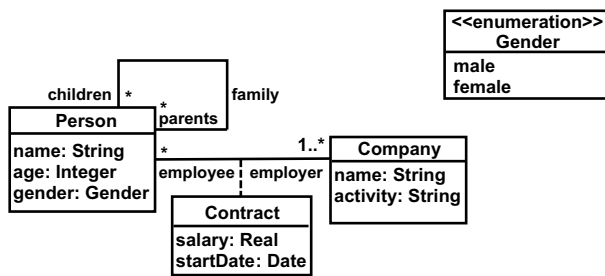 <<enumeration>>
Gender
male
female
children
*
*
parents
family
Person
name: String
age: Integer
gender: Gender
*
employee
1..*
employer
Company
name: String
activity: String
Contract
salary: Real
startDate: Date